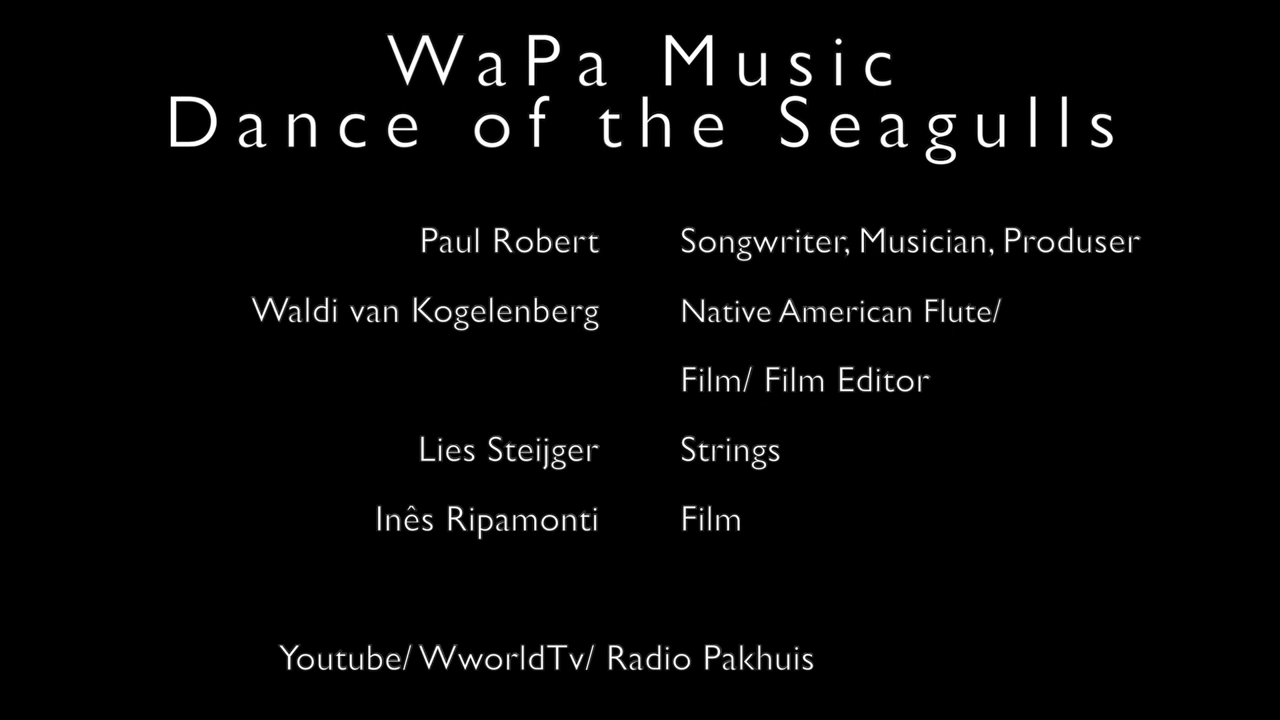 WaPa Music
Dance of the Seagulls
Paul Robert Songwriter, Musician, Produser
Waldi van Kogelenberg Native American Flute/
Film/ Film Editor
Lies Steijger Strings
Inês Ripamonti Film
Youtube/ WworldTv/ Radio Pakhuis